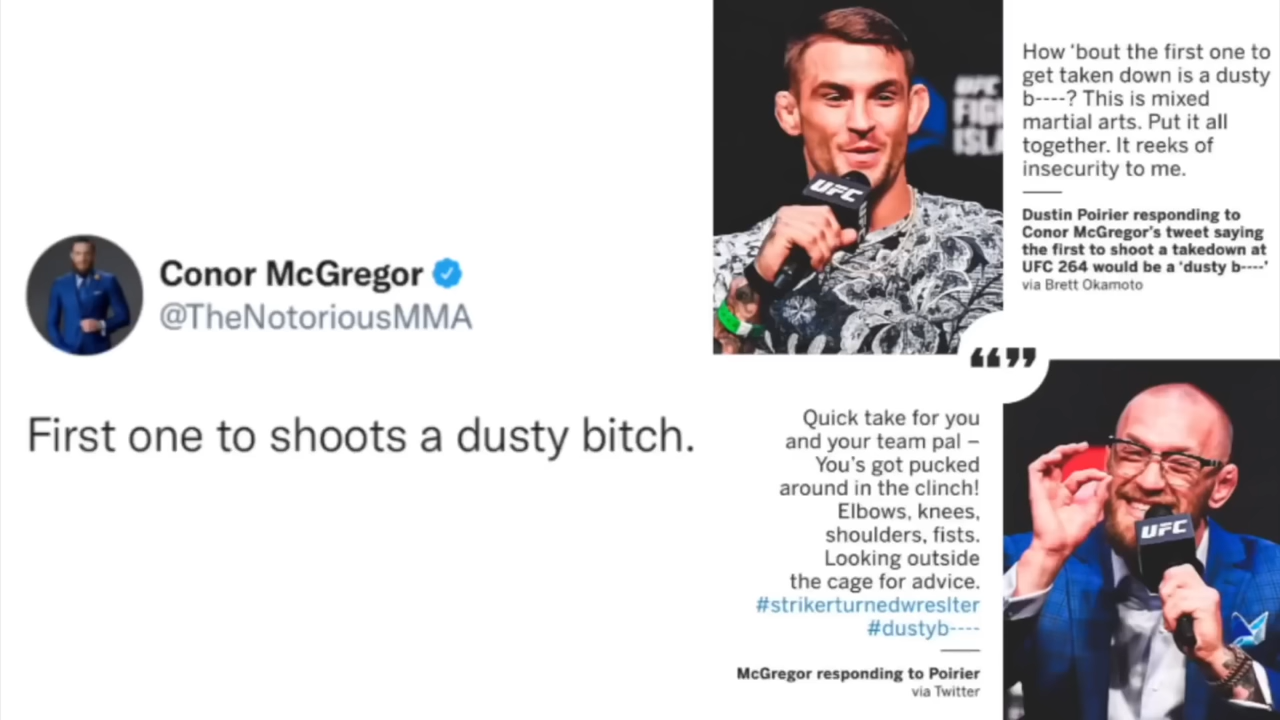 Conor McGregor
@TheNotoriousMMA
First one to shoots a dusty bitch.
UFC
FIGH
ISLA
UFC
How ‘bout the first one to
get taken down is a dusty
b----? This is mixed
martial arts. Put it all
together. It reeks of
insecurity to me.
Dustin Poirier responding to
Conor McGregor’s tweet saying
the first to shoot a takedown at
UFC 264 would be a ‘dusty b----’
via Brett Okamoto
“”
Quick take for you
and your team pal –
You’s got pucked
around in the clinch!
Elbows, knees,
shoulders, fists.
Looking outside
the cage for advice.
#strikerturnedwreslter
#dustyb----
McGregor responding to Poirier
via Twitter
UFC